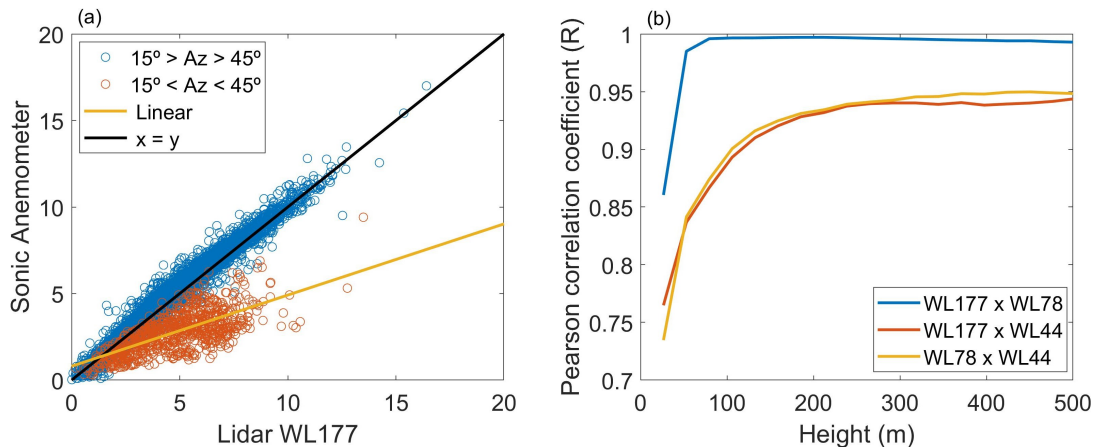 (a)
20
15
10
5
0
0 5 10 15 20
Sonic Anemometer
Lidar WL177
15º > Az > 45º
15º < Az < 45º
Linear
x = y
(b)
1
0.95
0.9
0.85
0.8
0.75
0.7
0 100 200 300 400 500
Pearson correlation coefficient (R)
Height (m)
WL177 x WL78
WL177 x WL44
WL78 x WL44